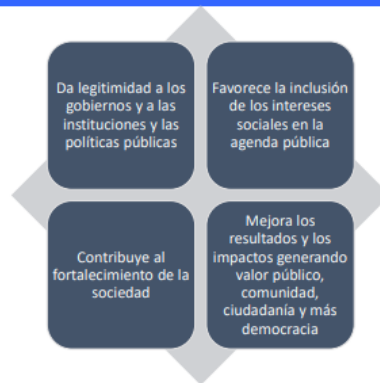 Da legitimidad a los
gobiernos y a las
instituciones y las
políticas públicas
Favorece la inclusión
de los intereses
sociales en la
agenda pública
Contribuye al
fortalecimiento de la
sociedad
Mejora los
resultados y los
impactos generando
valor público,
comunidad,
ciudadanía y más
democracia